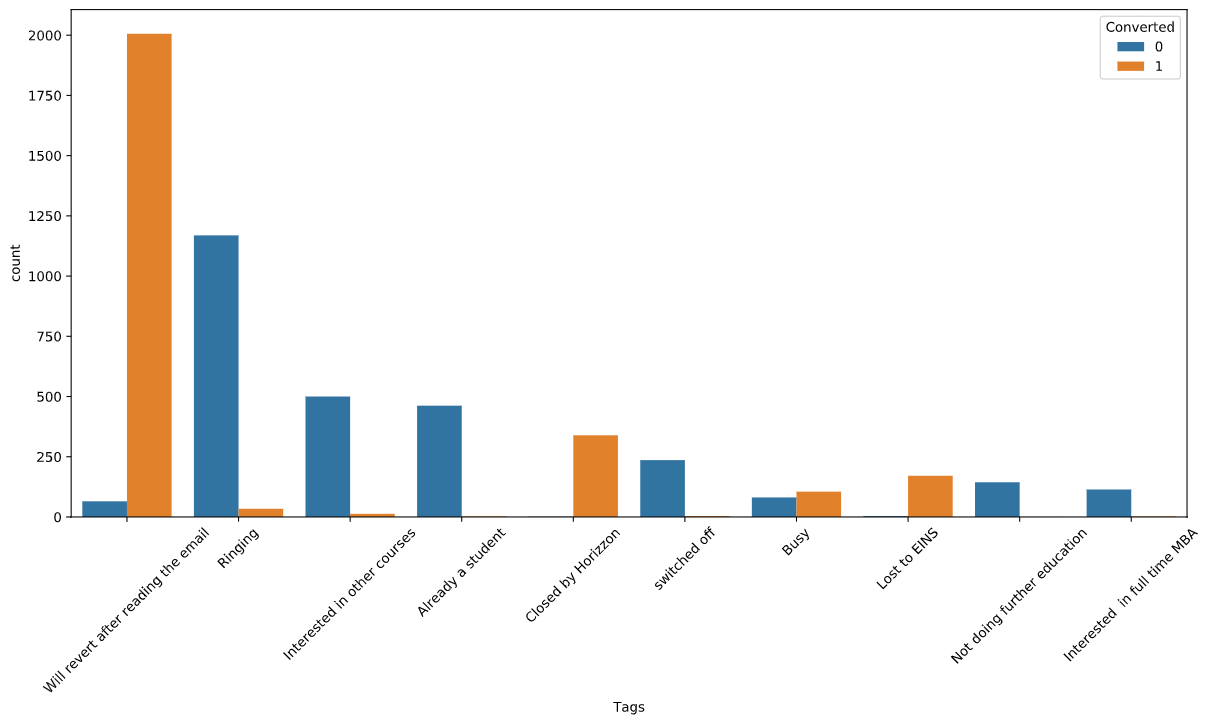 Converted
0
1
2000
1750
1500
1250
1000
750
500
250
0
count
Will revert after reading the email
Ringing
Interested in other courses
Already a student
Closed by Horizzon
switched off
Busy
Lost to EINS
Not doing further education
Interested  in full time MBA
Tags